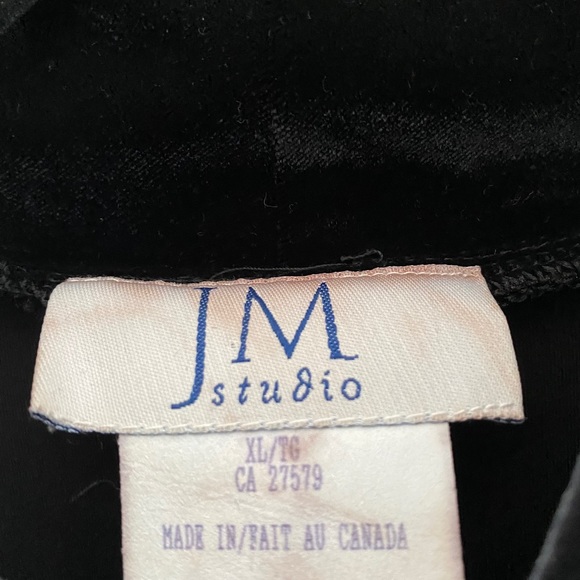 JM
studio
XL/TG
CA 27579
MADE IN/FAIT AU CANADA